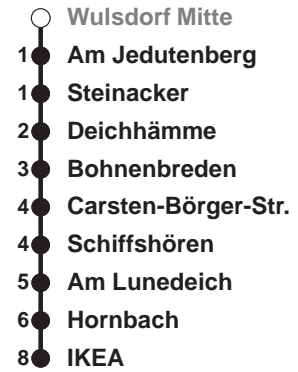 Wulsdorf Mitte
1 Am Jedutenberg
1 Steinacker
2 Deichhämme
3 Bohnenbreden
4 Carsten-Börger-Str.
4 Schiffshören
5 Am Lunedeich
6 Hornbach
8 IKEA